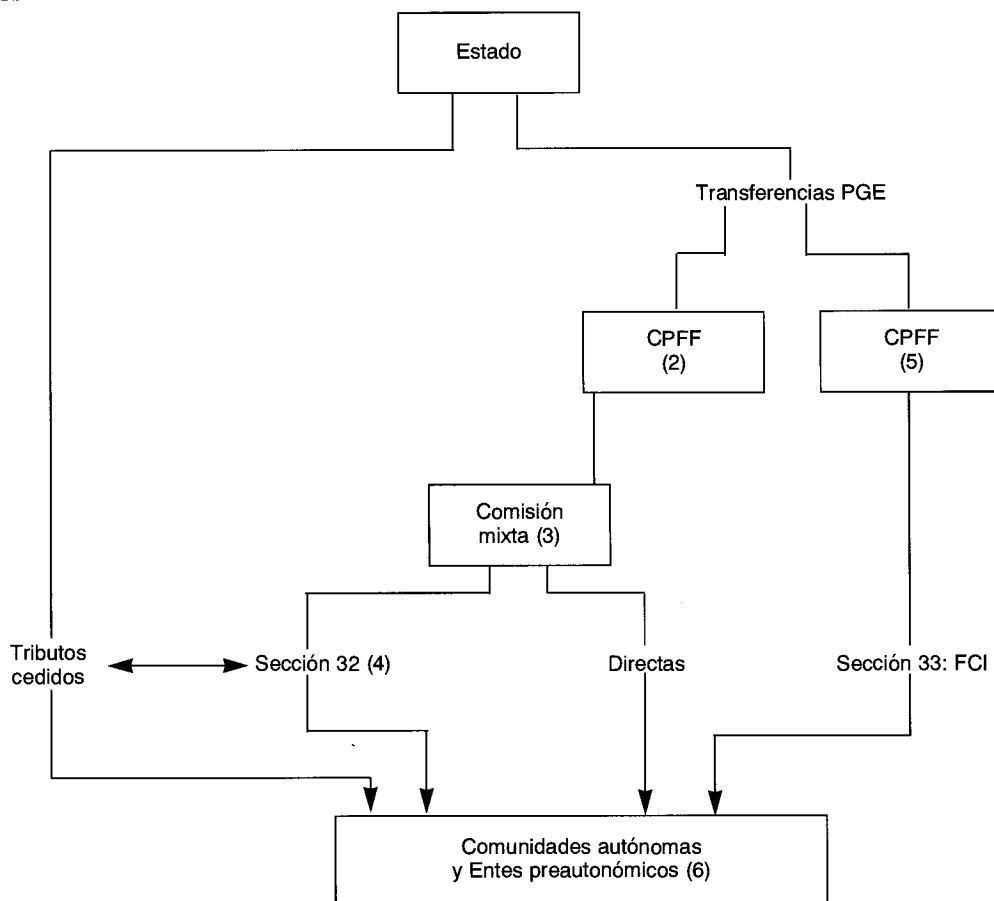 Estado
Transferencias PGE
CPFF
(2)
CPFF
(5)
Comisión
mixta (3)
Tributos
cedidos
Sección 32 (4)
Directas
Sección 33: FCI
Comunidades autónomas
y Entes preautonómicos (6)